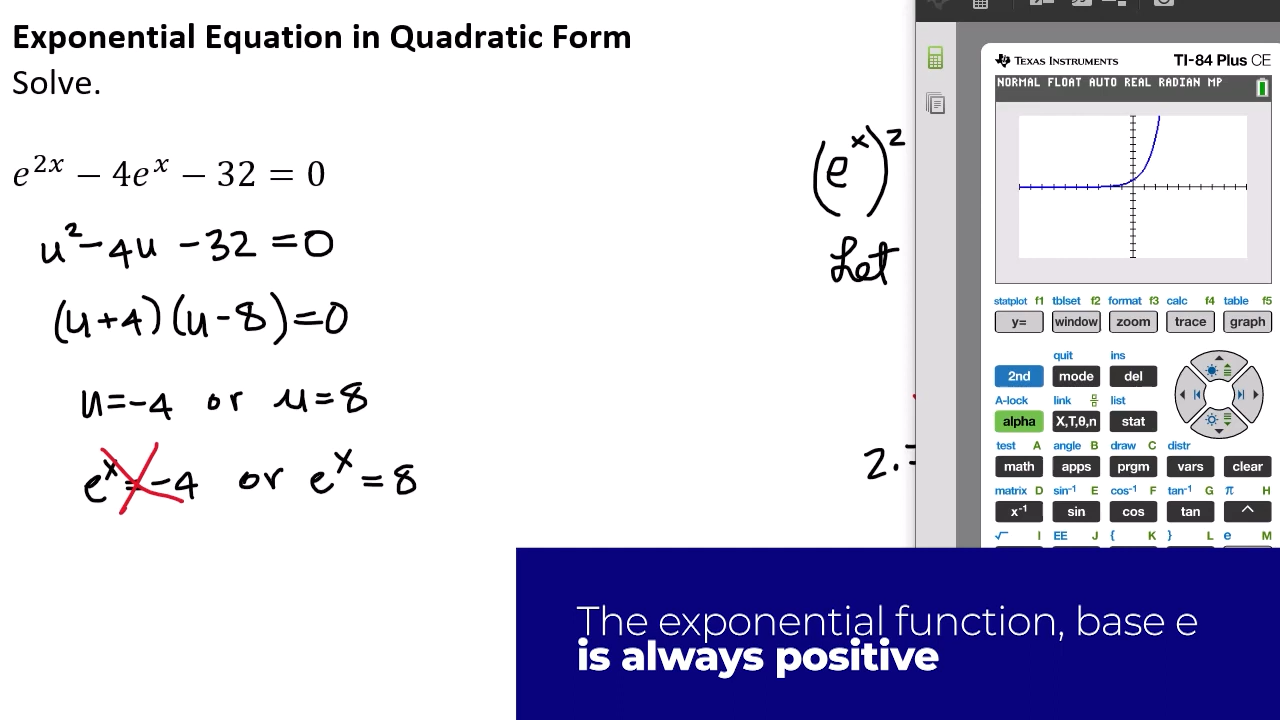 Exponential Equation in Quadratic Form
Solve.
e^{2x} − 4e^x − 32 = 0
u² − 4u − 32 = 0
(u + 4)(u − 8) = 0
u = −4 or u = 8
e^x = −4 or e^x = 8
(e^x)²
Let
2.
TEXAS INSTRUMENTS TI-84 Plus CE
NORMAL FLOAT AUTO REAL RADIAN MP
statplot f1 tblset f2 format f3 calc f4 table f5
y= window zoom trace graph
quit ins
2nd mode del
A-lock link list
alpha X,T,θ,n stat
test A angle B draw C distr
math apps prgm vars clear
matrix D sin⁻¹ E cos⁻¹ F tan⁻¹ G π H
x⁻¹ sin cos tan ^
√ I EE J { K } L e M
The exponential function, base e
is always positive